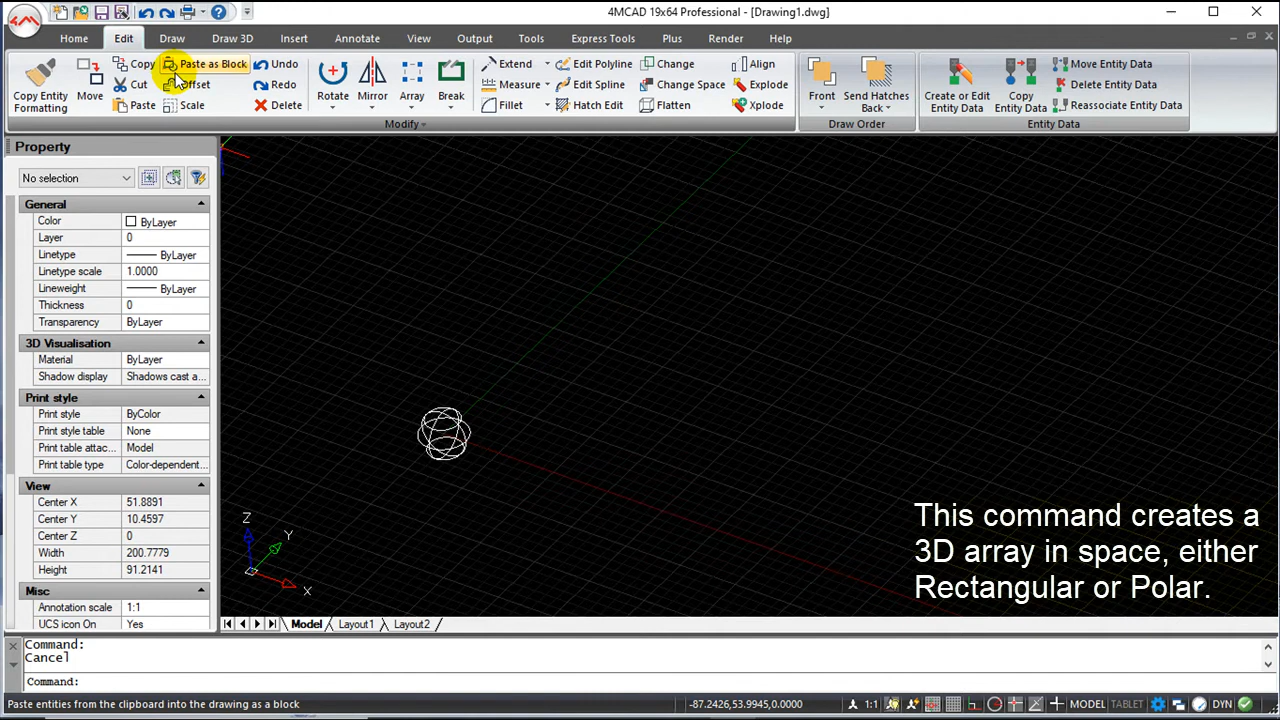 4MCAD 19x64 Professional - [Drawing1.dwg]
Home Edit Draw Draw 3D Insert Annotate View Output Tools Express Tools Plus Render Help
Copy Entity Formatting
Move
Copy
Cut
Paste
Paste as Block
Offset
Scale
Undo
Redo
Delete
Rotate
Mirror
Array
Break
Extend
Measure
Fillet
Edit Polyline
Edit Spline
Hatch Edit
Change
Change Space
Flatten
Align
Explode
Xplode
Front
Send Hatches Back
Create or Edit Entity Data
Copy Entity Data
Move Entity Data
Delete Entity Data
Reassociate Entity Data
Modify
Draw Order
Entity Data
Property
No selection
General
Color ByLayer
Layer 0
Linetype ByLayer
Linetype scale 1.0000
Lineweight ByLayer
Thickness 0
Transparency ByLayer
3D Visualisation
Material ByLayer
Shadow display Shadows cast a...
Print style
Print style ByColor
Print style table None
Print table attac... Model
Print table type Color-dependent...
View
Center X 51.8891
Center Y 10.4597
Center Z 0
Width 200.7779
Height 91.2141
Misc
Annotation scale 1:1
UCS icon On Yes
Z
Y
X
This command creates a
3D array in space, either
Rectangular or Polar.
Model Layout1 Layout2
Command:
Cancel
Command:
Paste entities from the clipboard into the drawing as a block
-87.2426,53.9945,0.0000
1:1
MODEL TABLET
DYN